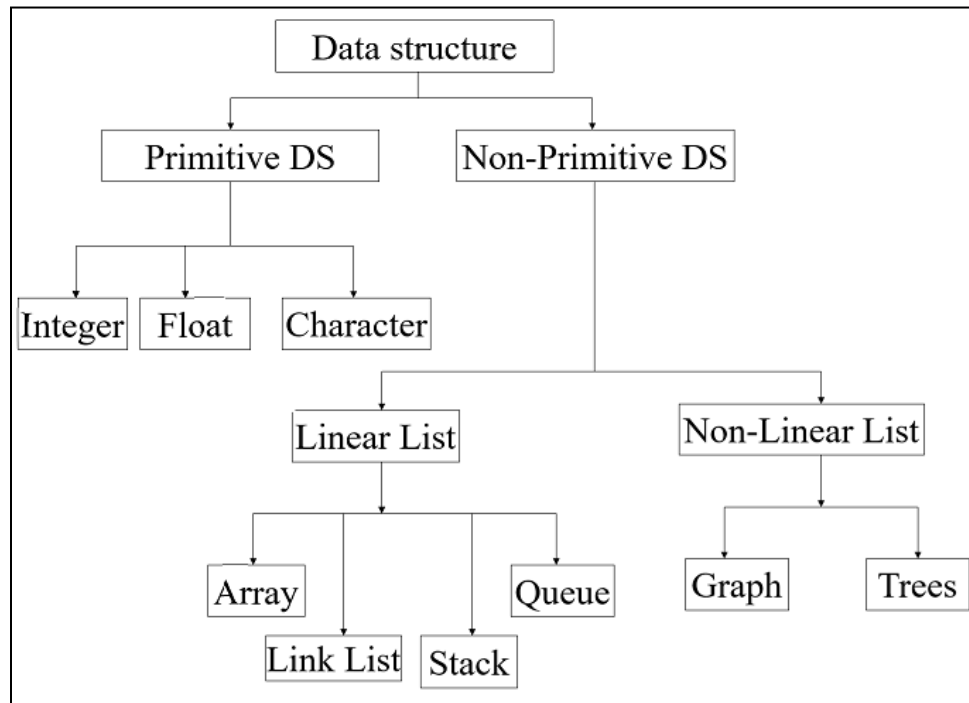 Data structure
Primitive DS
Non-Primitive DS
Integer
Float
Character
Linear List
Non-Linear List
Array
Queue
Graph
Trees
Link List
Stack